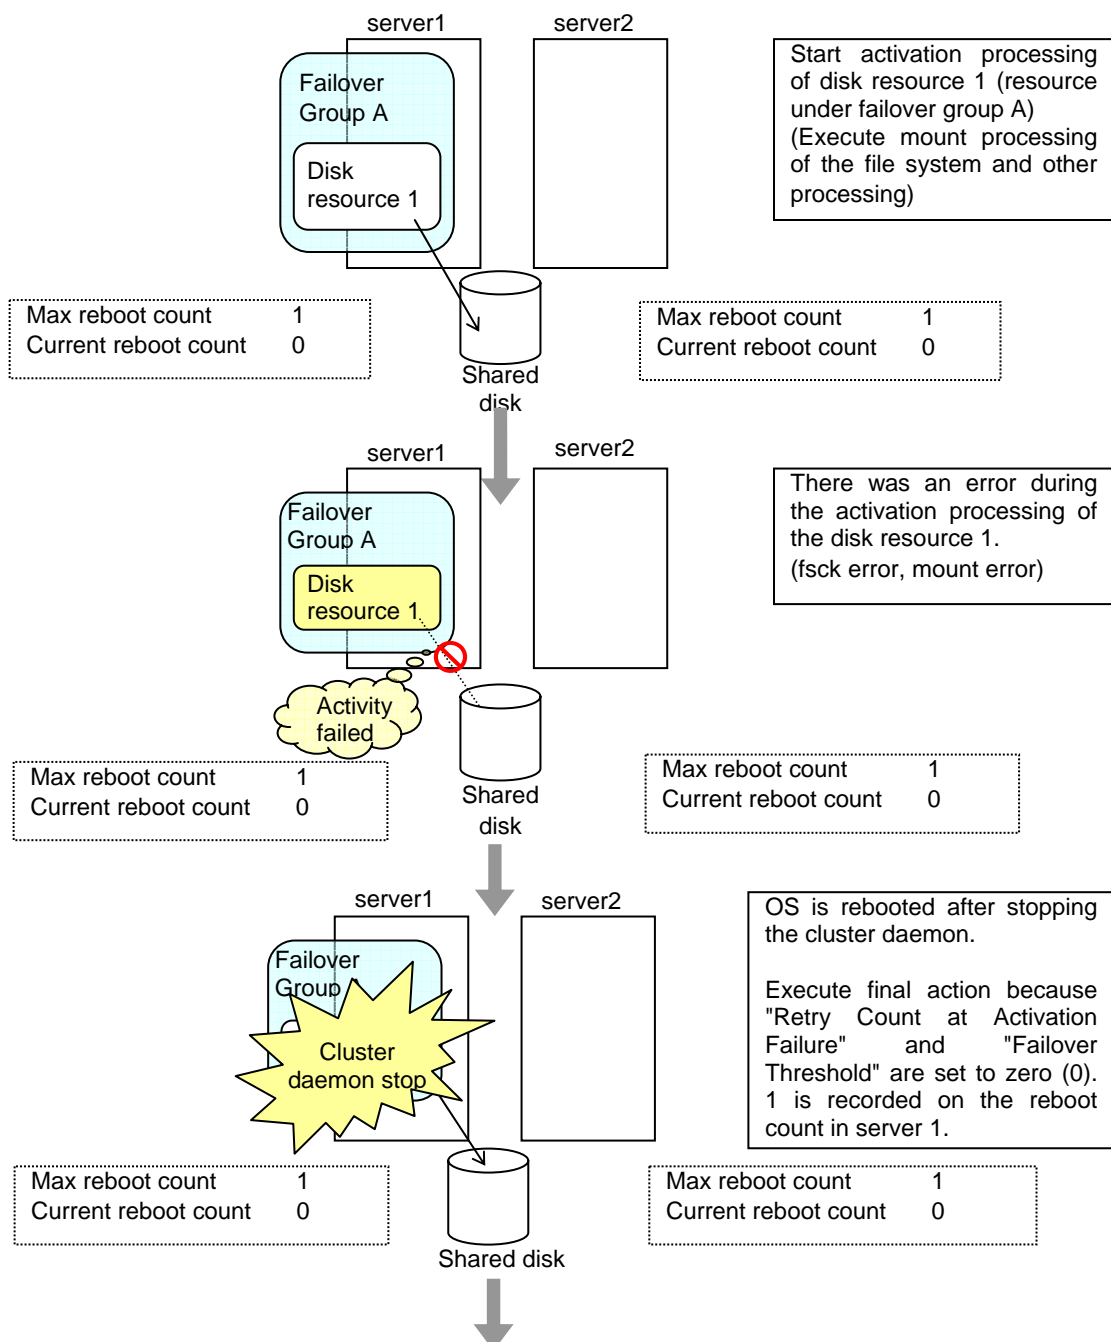 server1
server2
Failover
Group A
Disk
resource 1
Start activation processing
of disk resource 1 (resource
under failover group A)
(Execute mount processing
of the file system and other
processing)
Max reboot count 1
Current reboot count 0
Shared
disk
Max reboot count 1
Current reboot count 0
server1
server2
Failover
Group A
Disk
resource 1
Activity
failed
There was an error during
the activation processing of
the disk resource 1.
(fsck error, mount error)
Max reboot count 1
Current reboot count 0
Shared
disk
Max reboot count 1
Current reboot count 0
server1
server2
Failover
Group
Cluster
daemon stop
OS is rebooted after stopping
the cluster daemon.
Execute final action because
"Retry Count at Activation
Failure" and "Failover
Threshold" are set to zero (0).
1 is recorded on the reboot
count in server 1.
Max reboot count 1
Current reboot count 0
Shared disk
Max reboot count 1
Current reboot count 0